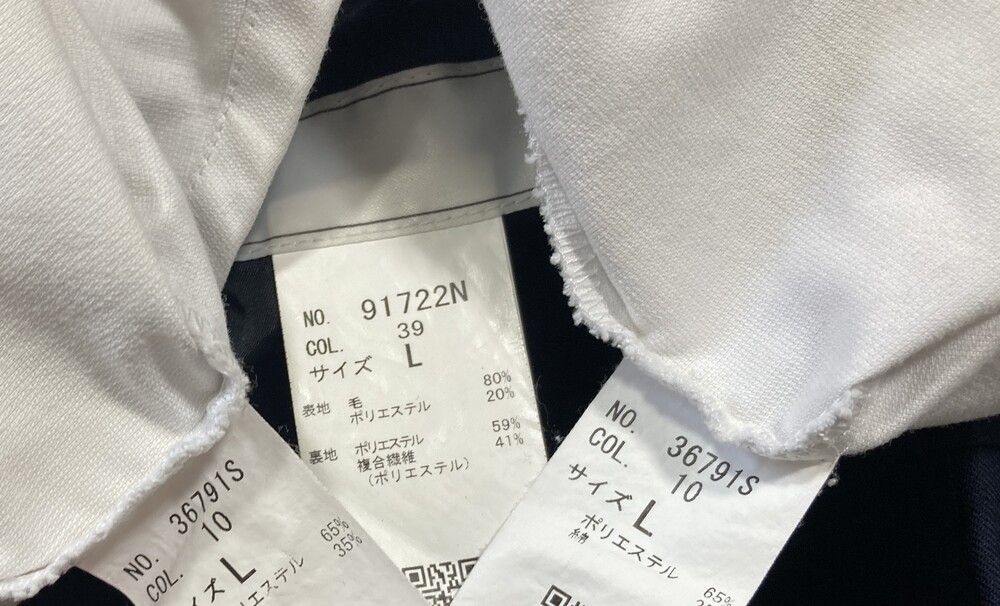 NO. 91722N
COL. 39
サイズ L
表地 毛 80%
ポリエステル 20%
裏地 ポリエステル 59%
複合繊維 41%
(ポリエステル)
NO. 36791S
COL. 10
イズ L
リエステル 65%
35%
NO. 36791S
COL. 10
サイズ L
ポリエステル 65%
綿